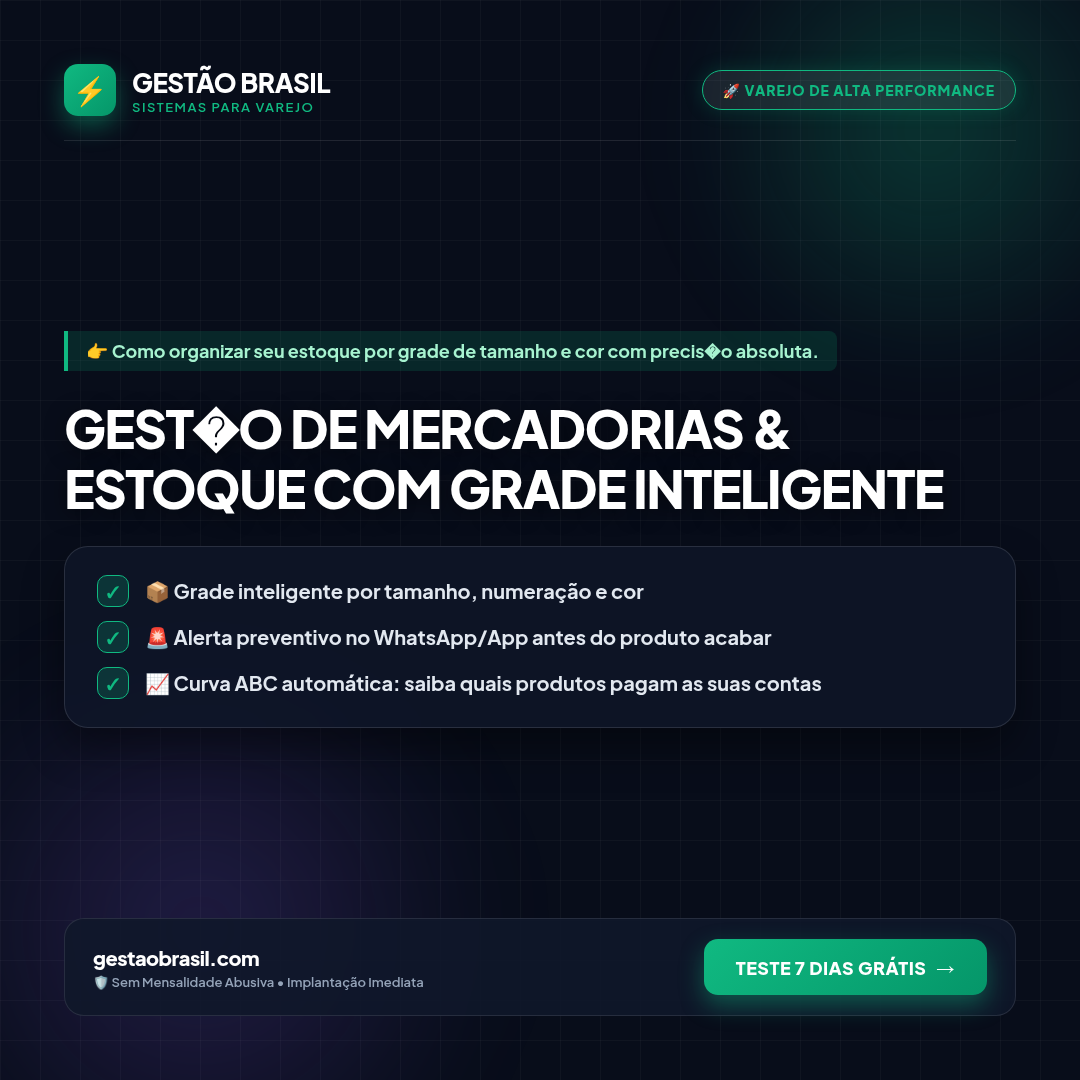 ⚡ GESTÃO BRASIL
SISTEMAS PARA VAREJO
🚀 VAREJO DE ALTA PERFORMANCE
👉 Como organizar seu estoque por grade de tamanho e cor com precis�o absoluta.
GEST�O DE MERCADORIAS &
ESTOQUE COM GRADE INTELIGENTE
✓ 📦 Grade inteligente por tamanho, numeração e cor
✓ 🚨 Alerta preventivo no WhatsApp/App antes do produto acabar
✓ 📈 Curva ABC automática: saiba quais produtos pagam as suas contas
gestaobrasil.com
🛡️ Sem Mensalidade Abusiva • Implantação Imediata
TESTE 7 DIAS GRÁTIS →